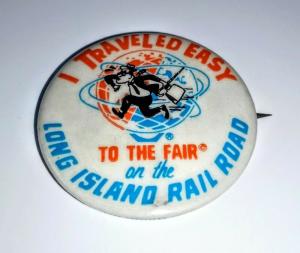 I TRAVELED EASY
TO THE FAIR®
on the
LONG ISLAND RAIL ROAD